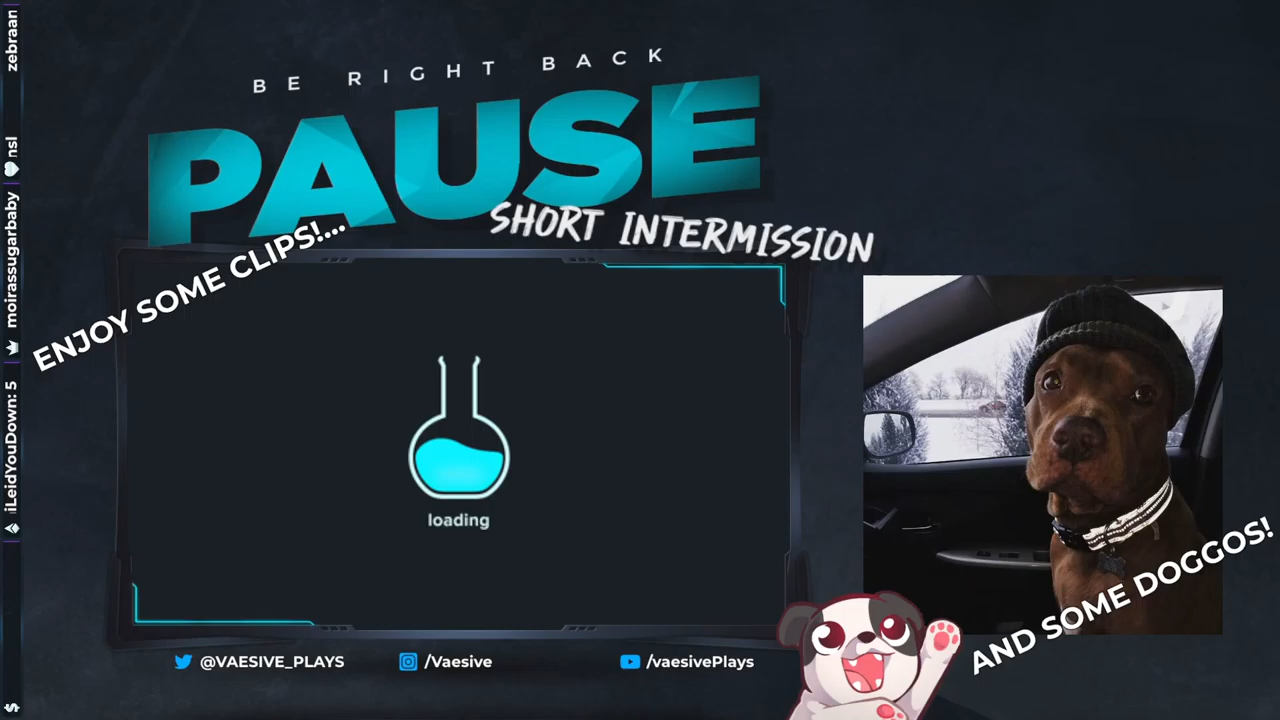 BE RIGHT BACK
PAUSE
SHORT INTERMISSION
ENJOY SOME CLIPS!...
loading
AND SOME DOGGOS!
@VAESIVE_PLAYS
/Vaesive
/vaesivePlays
zebraan
nsl
moirassugarbaby
iLeidYouDown: 5
$